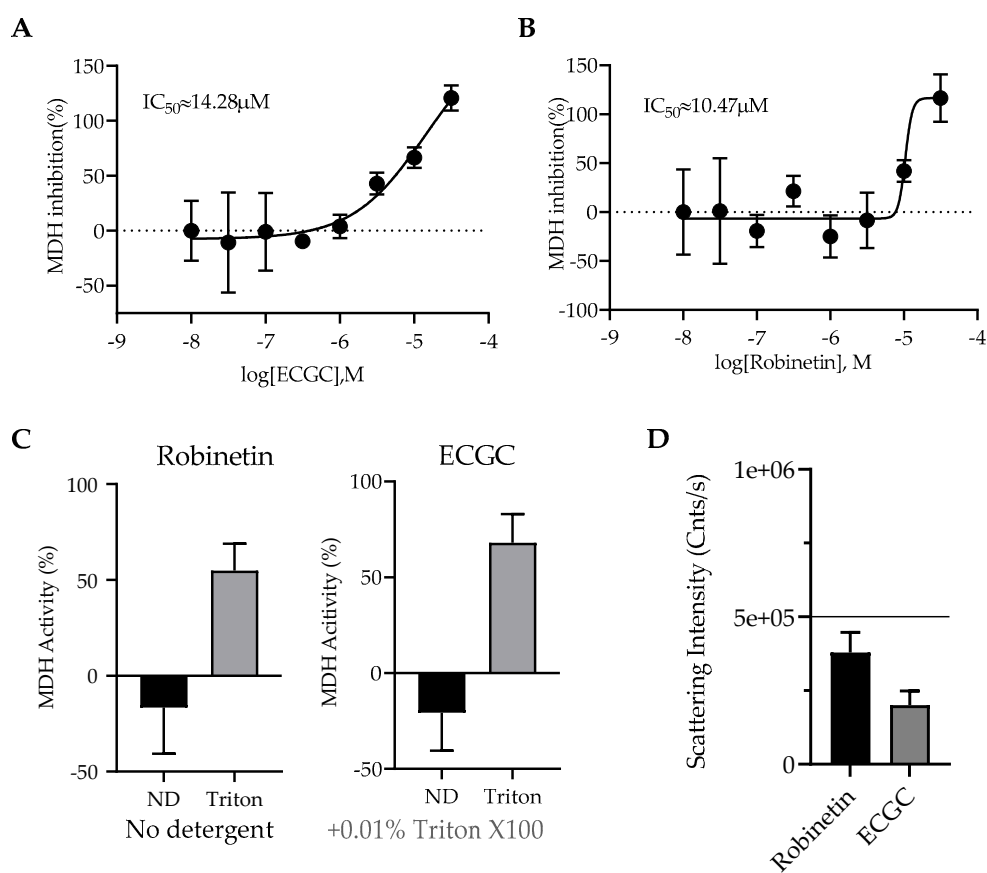 A
B
150
100
50
0
-50
MDH inhibition(%)
IC50≈14.28µM
-9
-8
-7
-6
-5
-4
log[ECGC],M
150
100
50
0
-50
-100
MDH inhibition(%)
IC50≈10.47µM
-9
-8
-7
-6
-5
-4
log[Robinetin], M
C
D
Robinetin
100
50
0
-50
MDH Activity (%)
ND
Triton
No detergent
ECGC
100
50
0
-50
MDH Acitivity (%)
ND
Triton
+0.01% Triton X100
1e+06
5e+05
0
Scattering Intensity (Cnts/s)
Robinetin
ECGC